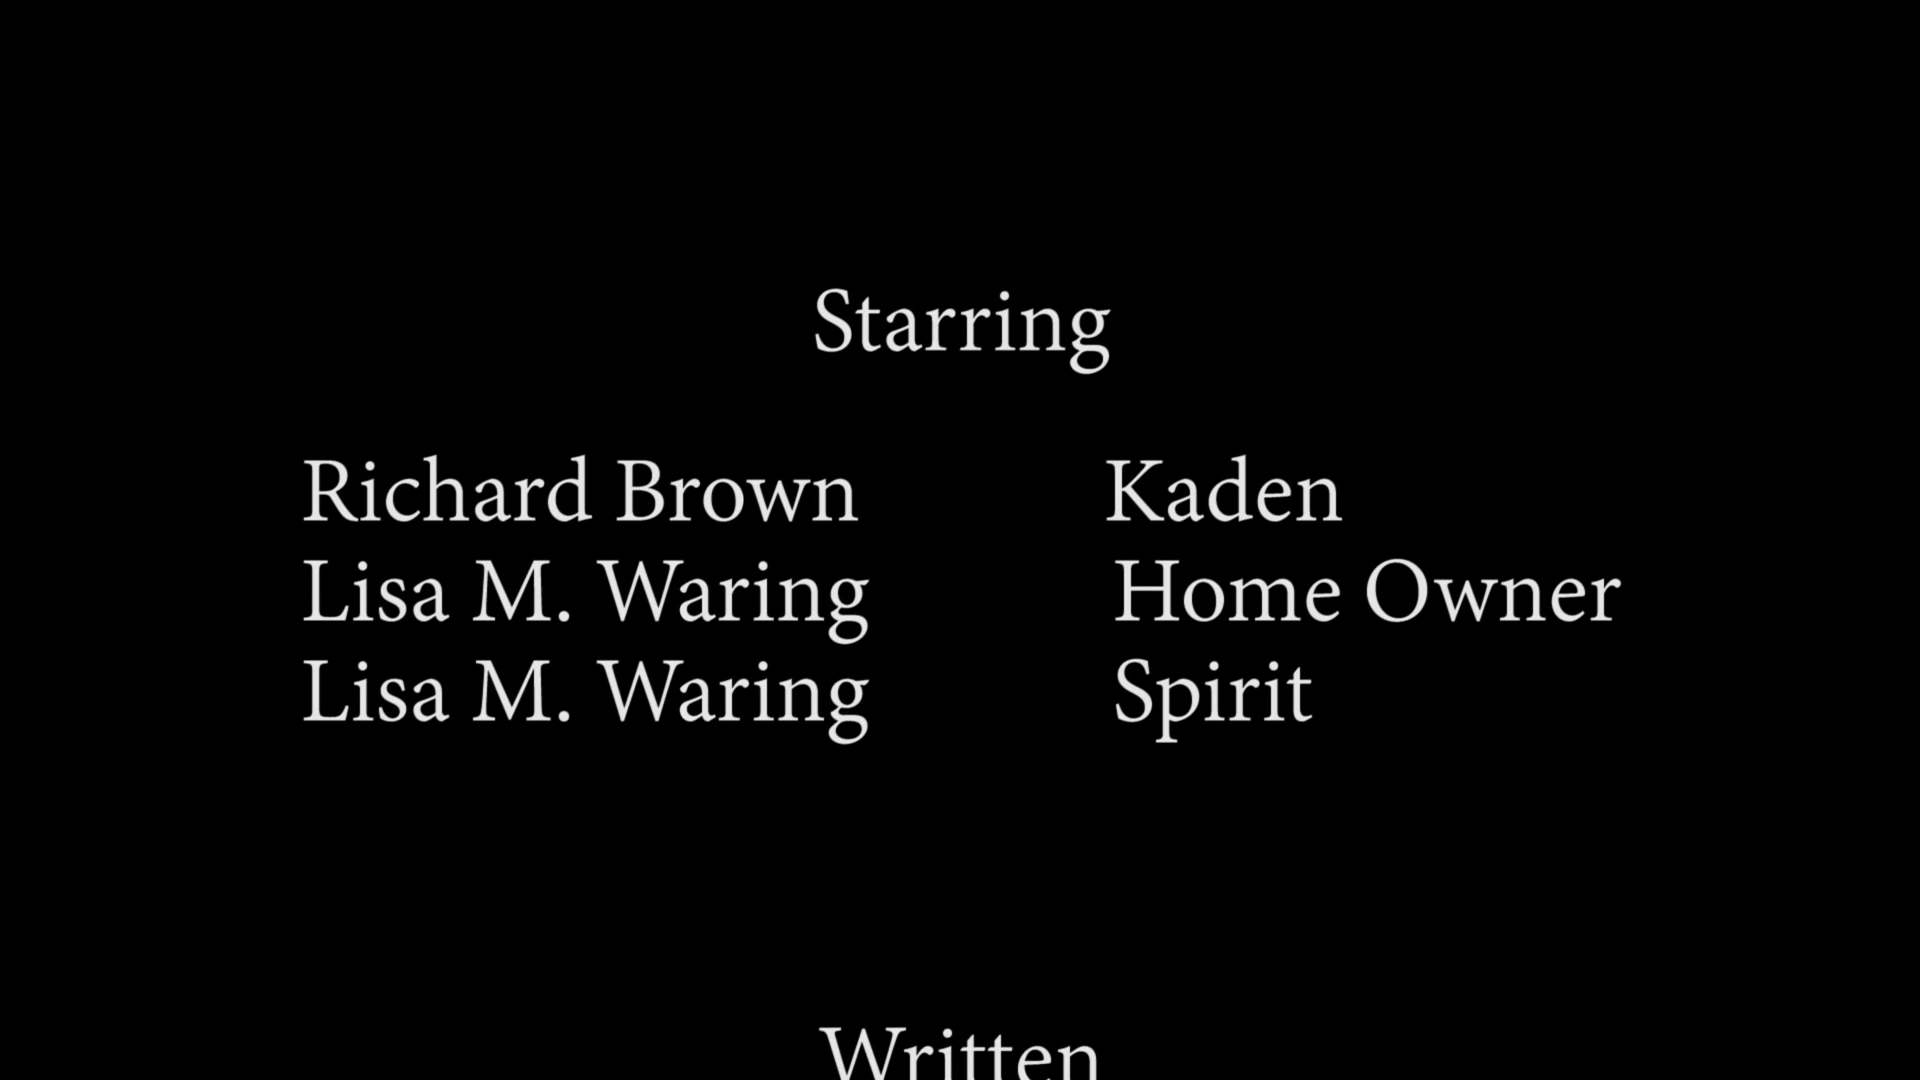 Starring
Richard Brown Kaden
Lisa M. Waring Home Owner
Lisa M. Waring Spirit
Written